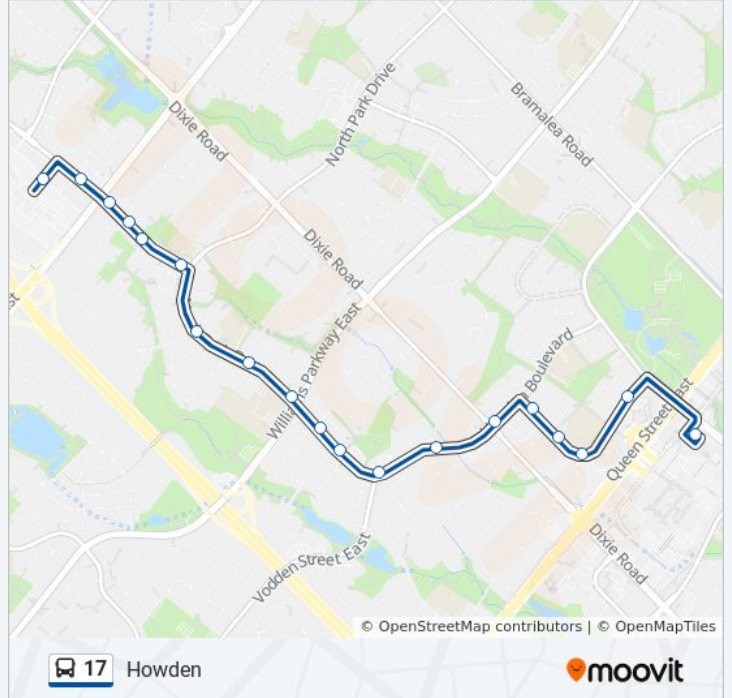 Dixie Road
North Park Drive
Bramalea Road
Dixie Road
st
Williams Parkway East
Boulevard
Queen Street East
Vodden Street East
Dixie Road
© OpenStreetMap contributors | © OpenMapTiles
17 Howden
moovit